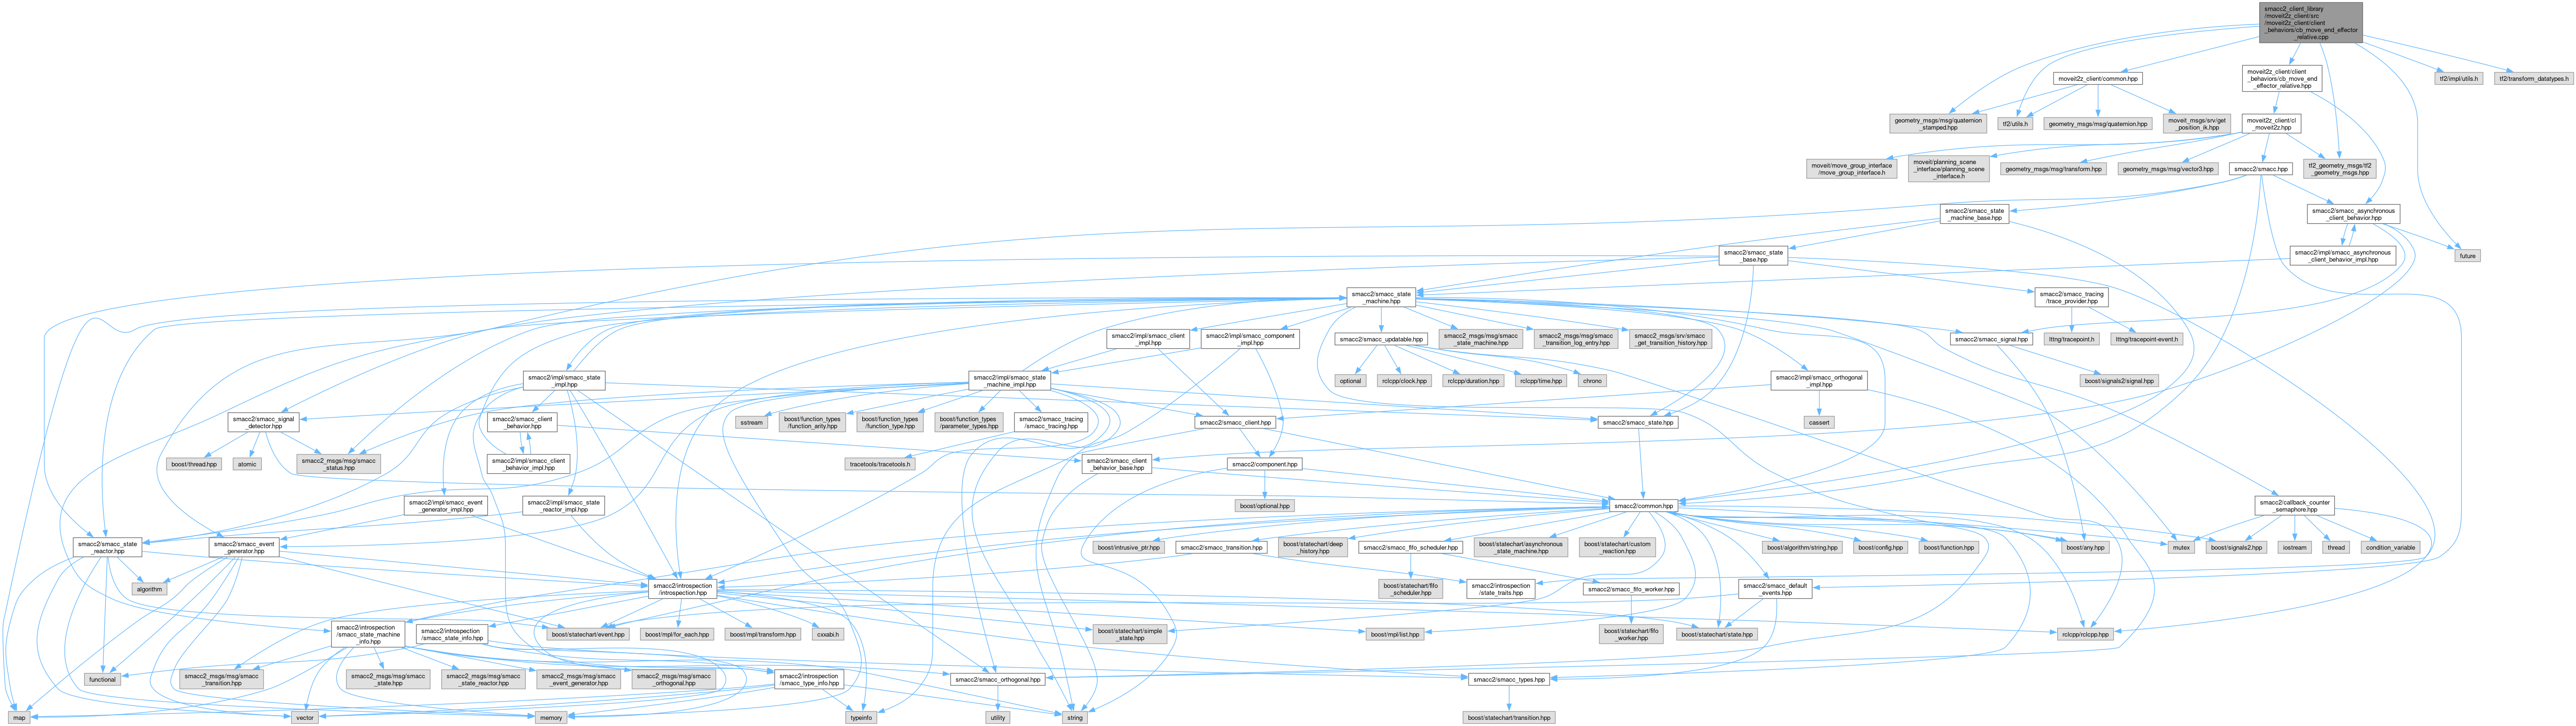 smacc2_client_library
/moveit2z_client/src
/moveit2z_client/client
_behaviors/cb_move_end_effector
_relative.cpp
moveit2z_client/common.hpp
moveit2z_client/client
_behaviors/cb_move_end
_effector_relative.hpp
tf2/impl/utils.h
tf2/transform_datatypes.h
geometry_msgs/msg/quaternion
_stamped.hpp
tf2/utils.h
geometry_msgs/msg/quaternion.hpp
moveit_msgs/srv/get
_position_ik.hpp
moveit2z_client/cl
_moveit2z.hpp
moveit/move_group_interface
/move_group_interface.h
moveit/planning_scene
_interface/planning_scene
_interface.h
geometry_msgs/msg/transform.hpp
geometry_msgs/msg/vector3.hpp
smacc2/smacc.hpp
tf2_geometry_msgs/tf2
_geometry_msgs.hpp
smacc2/smacc_state
_machine_base.hpp
smacc2/smacc_asynchronous
_client_behavior.hpp
smacc2/smacc_state
_base.hpp
smacc2/impl/smacc_asynchronous
_client_behavior_impl.hpp
future
smacc2/smacc_state
_machine.hpp
smacc2/smacc_tracing
/trace_provider.hpp
smacc2/impl/smacc_client
_impl.hpp
smacc2/impl/smacc_component
_impl.hpp
smacc2/smacc_updatable.hpp
smacc2_msgs/msg/smacc
_state_machine.hpp
smacc2_msgs/msg/smacc
_transition_log_entry.hpp
smacc2_msgs/srv/smacc
_get_transition_history.hpp
smacc2/smacc_signal.hpp
lttng/tracepoint.h
lttng/tracepoint-event.h
smacc2/impl/smacc_state
_impl.hpp
smacc2/impl/smacc_state
_machine_impl.hpp
optional
rclcpp/clock.hpp
rclcpp/duration.hpp
rclcpp/time.hpp
chrono
smacc2/impl/smacc_orthogonal
_impl.hpp
boost/signals2/signal.hpp
smacc2/smacc_signal
_detector.hpp
smacc2/smacc_client
_behavior.hpp
sstream
boost/function_types
/function_arity.hpp
boost/function_types
/function_type.hpp
boost/function_types
/parameter_types.hpp
smacc2/smacc_tracing
/smacc_tracing.hpp
smacc2/smacc_client.hpp
smacc2/smacc_state.hpp
cassert
boost/thread.hpp
atomic
smacc2_msgs/msg/smacc
_status.hpp
smacc2/impl/smacc_client
_behavior_impl.hpp
tracetools/tracetools.h
smacc2/smacc_client
_behavior_base.hpp
smacc2/component.hpp
smacc2/impl/smacc_event
_generator_impl.hpp
smacc2/impl/smacc_state
_reactor_impl.hpp
boost/optional.hpp
smacc2/common.hpp
smacc2/callback_counter
_semaphore.hpp
smacc2/smacc_state
_reactor.hpp
smacc2/smacc_event
_generator.hpp
boost/intrusive_ptr.hpp
smacc2/smacc_transition.hpp
boost/statechart/deep
_history.hpp
smacc2/smacc_fifo_scheduler.hpp
boost/statechart/asynchronous
_state_machine.hpp
boost/statechart/custom
_reaction.hpp
boost/algorithm/string.hpp
boost/config.hpp
boost/function.hpp
boost/any.hpp
mutex
boost/signals2.hpp
iostream
thread
condition_variable
algorithm
smacc2/introspection
/introspection.hpp
boost/statechart/fifo
_scheduler.hpp
smacc2/introspection
/state_traits.hpp
smacc2/smacc_fifo_worker.hpp
smacc2/smacc_default
_events.hpp
smacc2/introspection
/smacc_state_machine
_info.hpp
smacc2/introspection
/smacc_state_info.hpp
boost/statechart/event.hpp
boost/mpl/for_each.hpp
boost/mpl/transform.hpp
cxxabi.h
boost/statechart/simple
_state.hpp
boost/mpl/list.hpp
boost/statechart/fifo
_worker.hpp
boost/statechart/state.hpp
rclcpp/rclcpp.hpp
functional
smacc2_msgs/msg/smacc
_transition.hpp
smacc2_msgs/msg/smacc
_state.hpp
smacc2_msgs/msg/smacc
_state_reactor.hpp
smacc2_msgs/msg/smacc
_event_generator.hpp
smacc2_msgs/msg/smacc
_orthogonal.hpp
smacc2/introspection
/smacc_type_info.hpp
smacc2/smacc_orthogonal.hpp
smacc2/smacc_types.hpp
map
vector
memory
typeinfo
utility
string
boost/statechart/transition.hpp